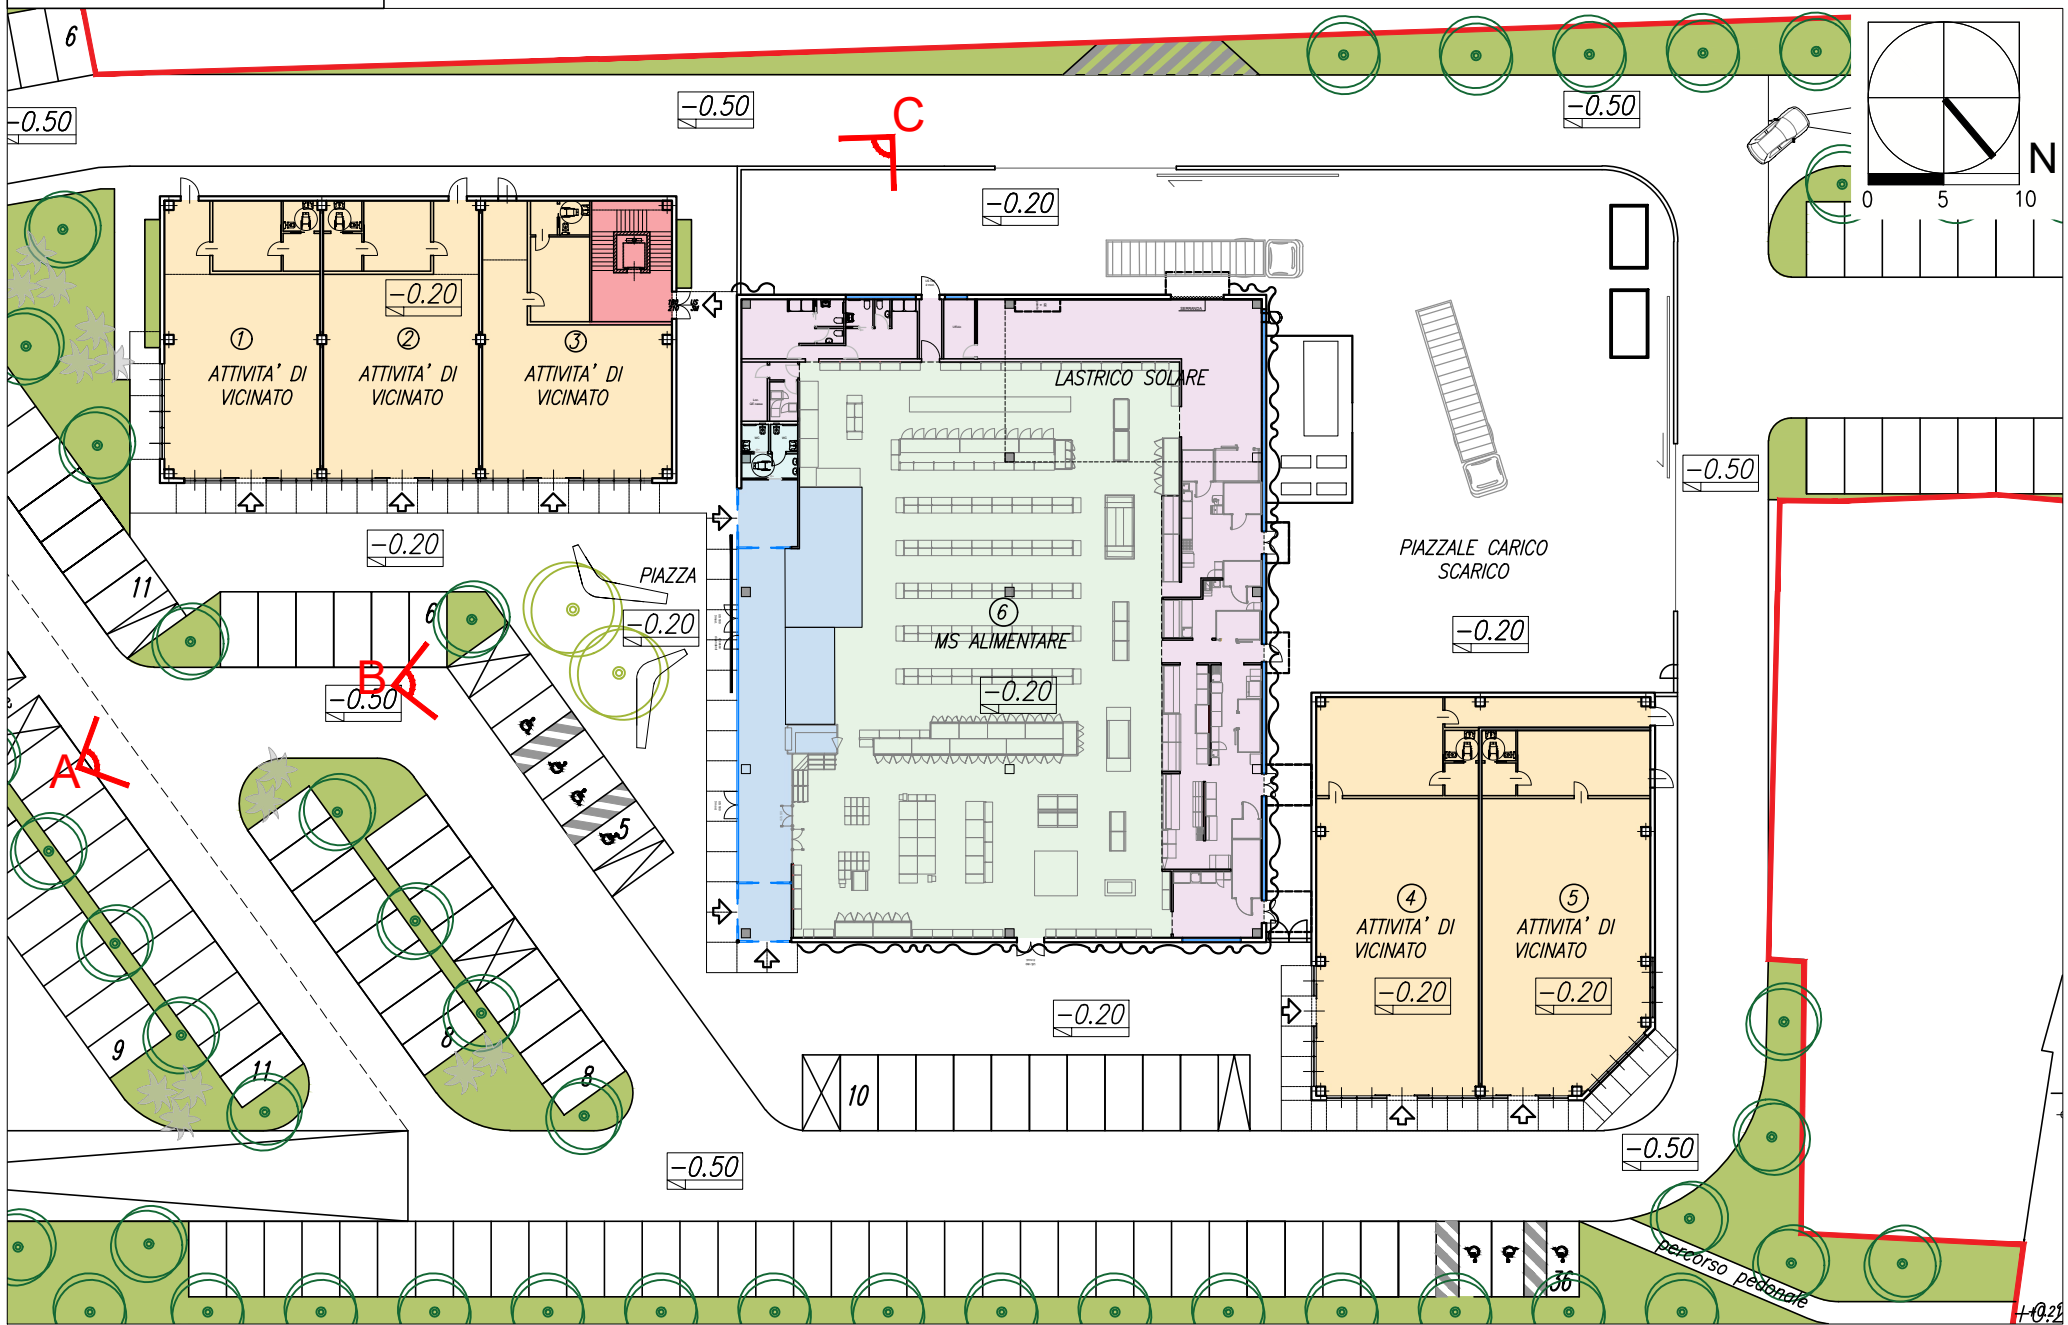 6
-0.50
-0.50
C
-0.50
N
0 5 10
-0.20
-0.20
1
ATTIVITA' DI
VICINATO
2
ATTIVITA' DI
VICINATO
3
ATTIVITA' DI
VICINATO
LASTRICO SOLARE
-0.50
-0.20
11
6
PIAZZA
-0.20
PIAZZALE CARICO
SCARICO
-0.20
6
MS ALIMENTARE
-0.20
B
-0.50
A
5
4
ATTIVITA' DI
VICINATO
-0.20
5
ATTIVITA' DI
VICINATO
-0.20
-0.20
9
11
8
8
10
-0.50
-0.50
36
percorso pedonale